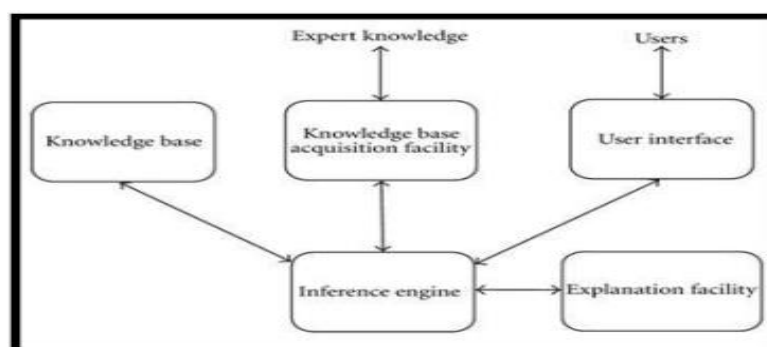 Expert knowledge
Users
Knowledge base
Knowledge base
acquisition facility
User interface
Inference engine
Explanation facility